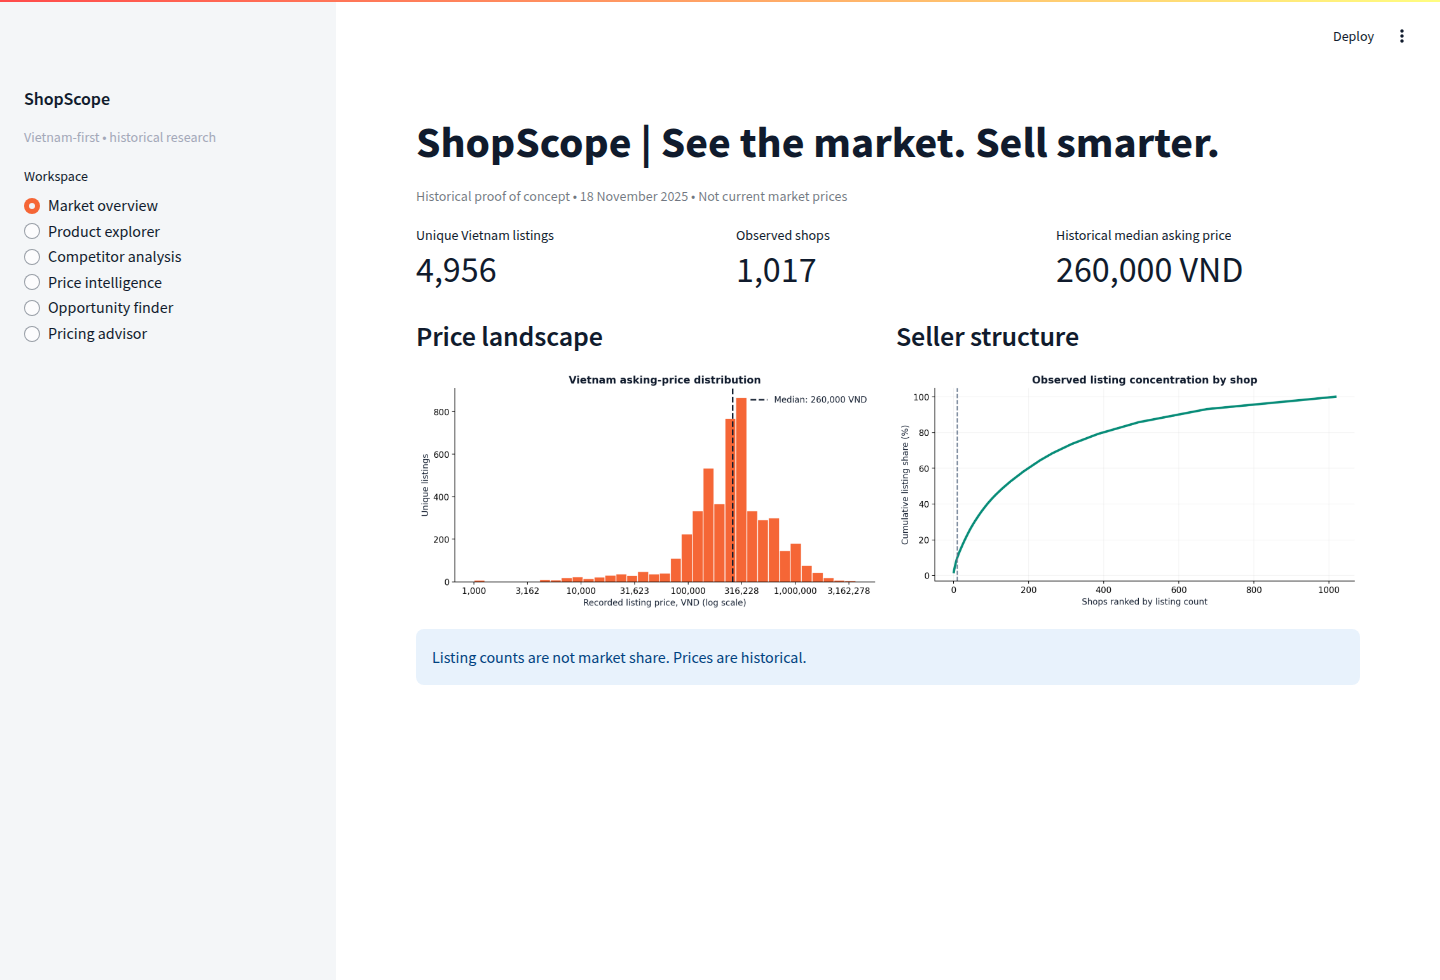 Deploy
ShopScope
Vietnam-first • historical research
Workspace
Market overview
Product explorer
Competitor analysis
Price intelligence
Opportunity finder
Pricing advisor
ShopScope | See the market. Sell smarter.
Historical proof of concept • 18 November 2025 • Not current market prices
Unique Vietnam listings
4,956
Observed shops
1,017
Historical median asking price
260,000 VND
Price landscape
Vietnam asking-price distribution
Median: 260,000 VND
Unique listings
800
600
400
200
0
1,000 3,162 10,000 31,623 100,000 316,228 1,000,000 3,162,278
Recorded listing price, VND (log scale)
Seller structure
Observed listing concentration by shop
Cumulative listing share (%)
100
80
60
40
20
0
0 200 400 600 800 1000
Shops ranked by listing count
Listing counts are not market share. Prices are historical.